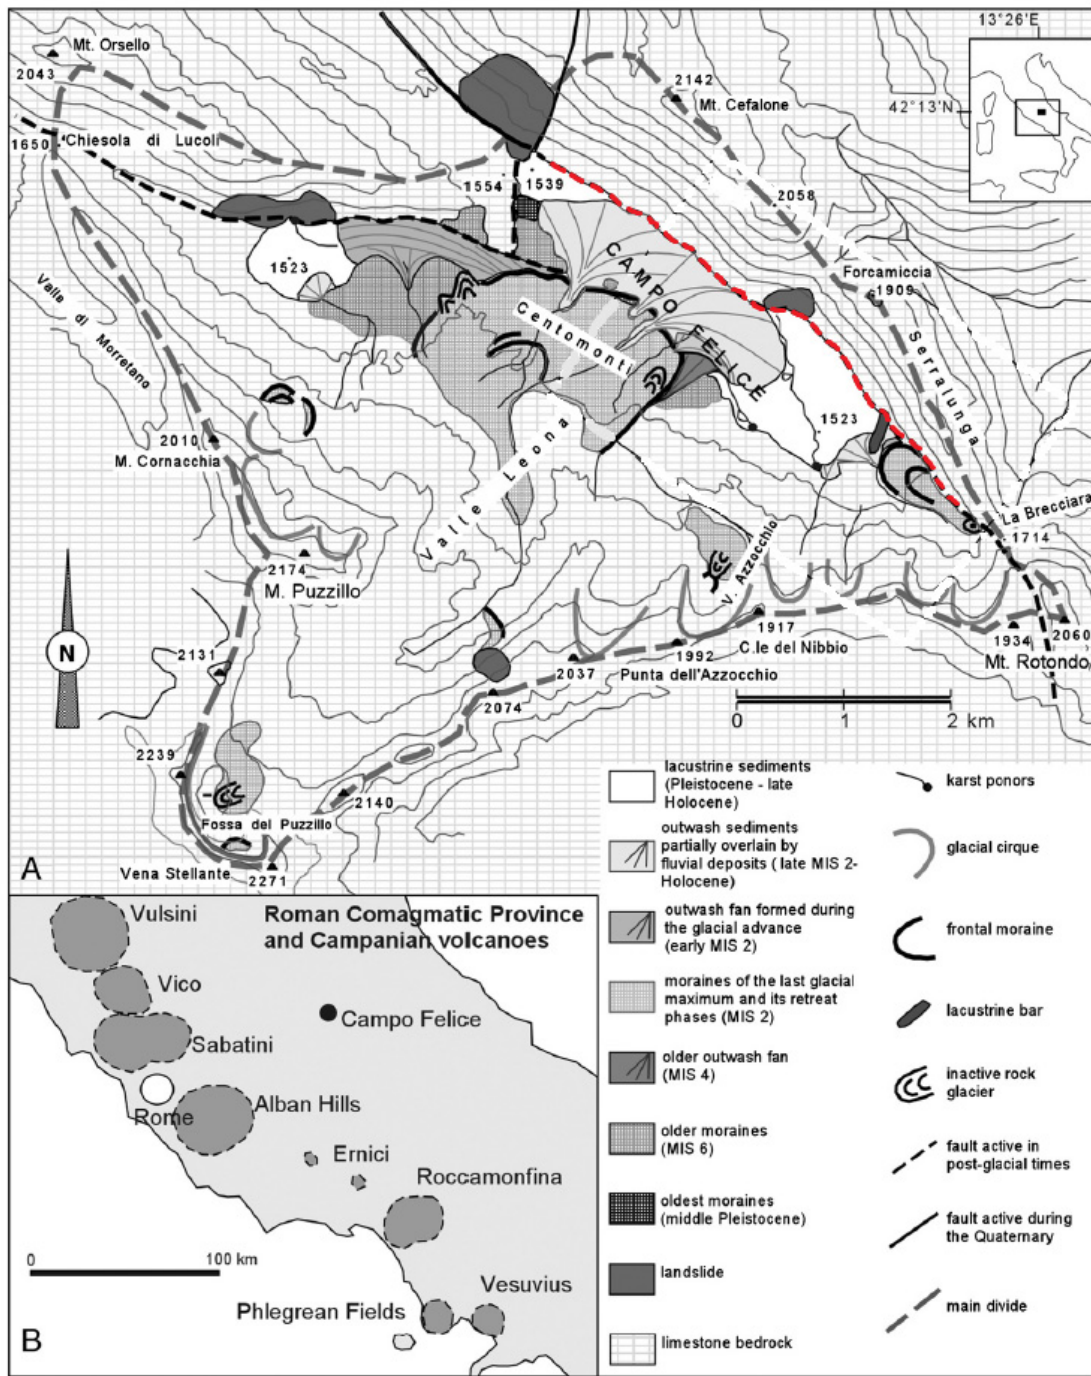 13°26'E
Mt. Orsello
2043
2142
Mt. Cefalone
42°13'N
1650
Chiesola di Lucoli
1554
1539
2058
1523
CAMPO FELICE
Forcamiccia
1909
Centomonti
Valle di Morretano
Serralunga
1523
2010
M. Cornacchia
Valle Leona
La Brecciara
1714
V. Azzocchio
2174
M. Puzzillo
N
2131
1917
C.le del Nibbio
1934
2060
Mt. Rotondo
1992
Punta dell'Azzocchio
2037
2074
0 1 2 km
2239
2140
Fossa del Puzzillo
Vena Stellante
2271
A
lacustrine sediments
(Pleistocene - late
Holocene)
outwash sediments
partially overlain by
fluvial deposits ( late MIS 2-
Holocene)
outwash fan formed during
the glacial advance
(early MIS 2)
moraines of the last glacial
maximum and its retreat
phases (MIS 2)
older outwash fan
(MIS 4)
older moraines
(MIS 6)
oldest moraines
(middle Pleistocene)
landslide
limestone bedrock
karst ponors
glacial cirque
frontal moraine
lacustrine bar
inactive rock
glacier
fault active in
post-glacial times
fault active during
the Quaternary
main divide
Roman Comagmatic Province
and Campanian volcanoes
Vulsini
Vico
Campo Felice
Sabatini
Rome
Alban Hills
Ernici
Roccamonfina
0 100 km
Vesuvius
Phlegrean Fields
B